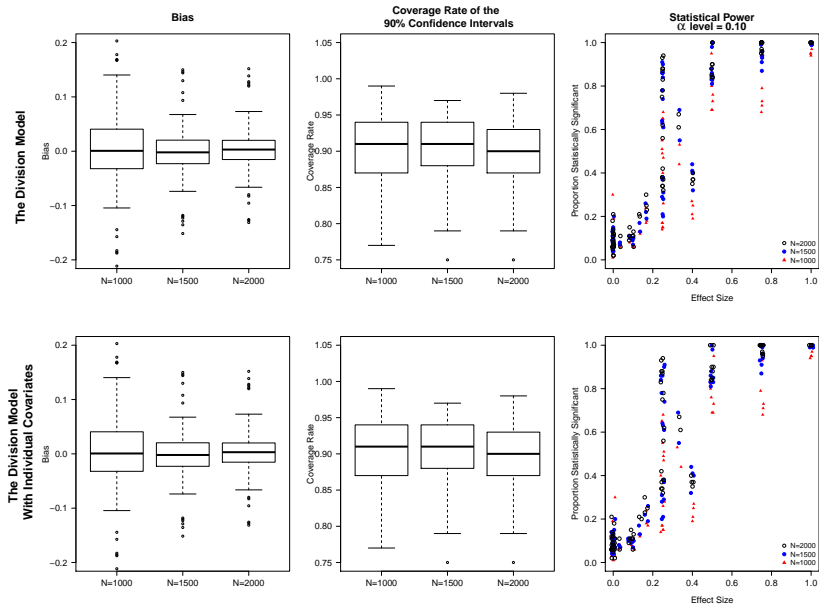 Bias
Coverage Rate of the
90% Confidence Intervals
Statistical Power
α level = 0.10
The Division Model
Bias
0.2
0.1
0.0
−0.1
−0.2
N=1000
N=1500
N=2000
Coverage Rate
1.05
1.00
0.95
0.90
0.85
0.80
0.75
N=1000
N=1500
N=2000
Proportion Statistically Significant
1.0
0.8
0.6
0.4
0.2
0.0
N=2000
N=1500
N=1000
0.0
0.2
0.4
0.6
0.8
1.0
Effect Size
The Division Model
With Individual Covariates
Bias
0.2
0.1
0.0
−0.1
−0.2
N=1000
N=1500
N=2000
Coverage Rate
1.05
1.00
0.95
0.90
0.85
0.80
0.75
N=1000
N=1500
N=2000
Proportion Statistically Significant
1.0
0.8
0.6
0.4
0.2
0.0
N=2000
N=1500
N=1000
0.0
0.2
0.4
0.6
0.8
1.0
Effect Size